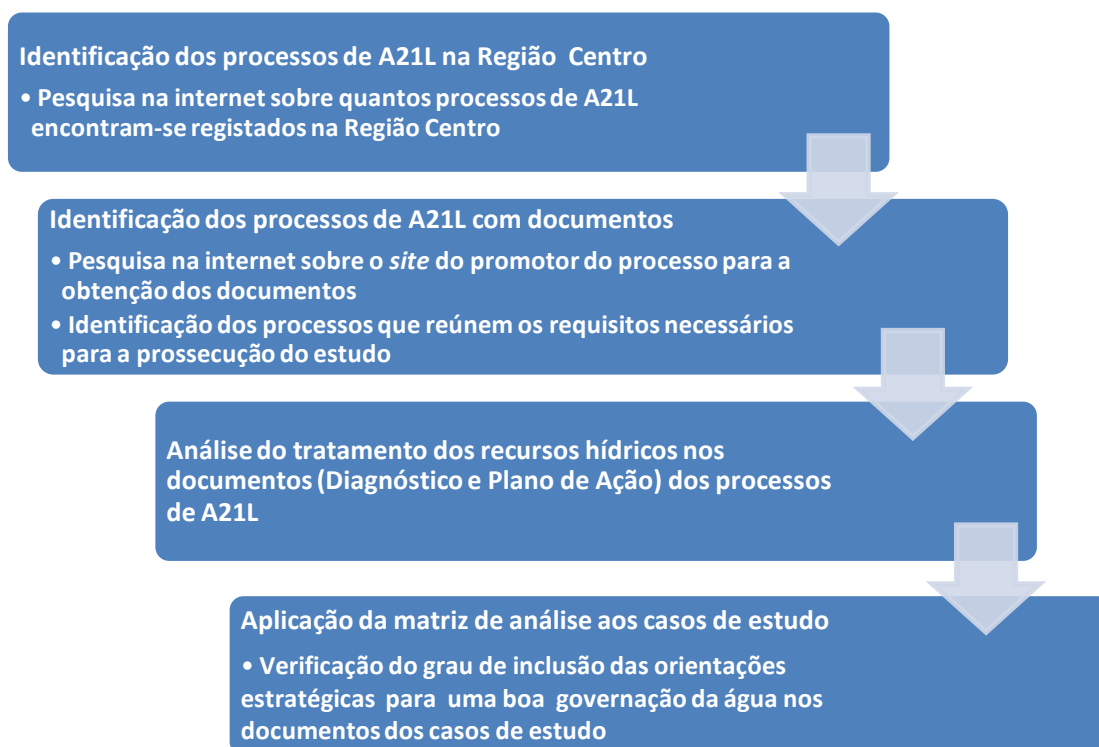 Identificação dos processos de A21L na Região Centro
• Pesquisa na internet sobre quantos processos de A21L
encontram-se registados na Região Centro
Identificação dos processos de A21L com documentos
• Pesquisa na internet sobre o site do promotor do processo para a
obtenção dos documentos
• Identificação dos processos que reúnem os requisitos necessários
para a prossecução do estudo
Análise do tratamento dos recursos hídricos nos
documentos (Diagnóstico e Plano de Ação) dos processos
de A21L
Aplicação da matriz de análise aos casos de estudo
• Verificação do grau de inclusão das orientações
estratégicas para uma boa governação da água nos
documentos dos casos de estudo